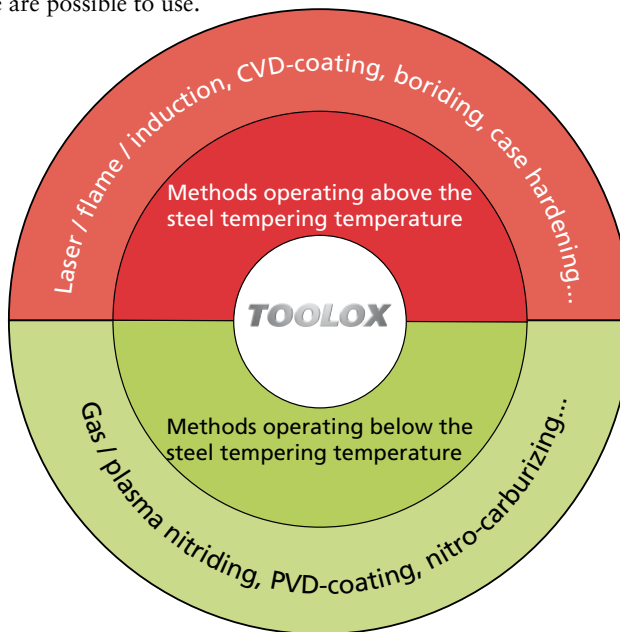 e are possible to use.
Laser / flame / induction, CVD-coating, boriding, case hardening...
Methods operating above the
steel tempering temperature
TOOLOX
Methods operating below the
steel tempering temperature
Gas / plasma nitriding, PVD-coating, nitro-carburizing...